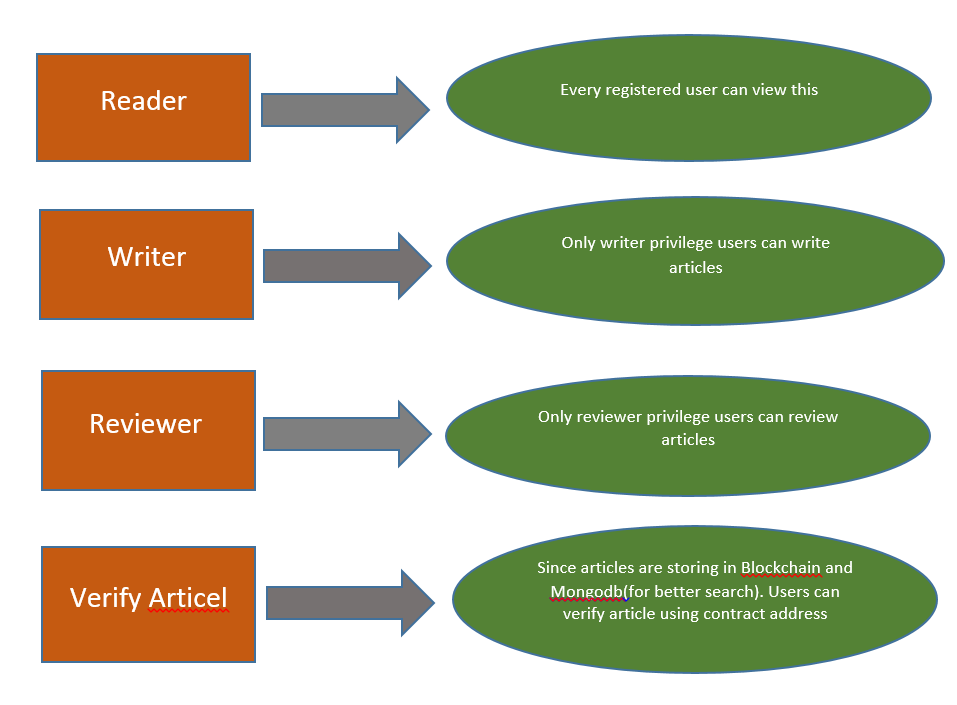 Reader
Every registered user can view this
Writer
Only writer privilege users can write
articles
Reviewer
Only reviewer privilege users can review
articles
Verify Articel
Since articles are storing in Blockchain and
Mongodb(for better search). Users can
verify article using contract address